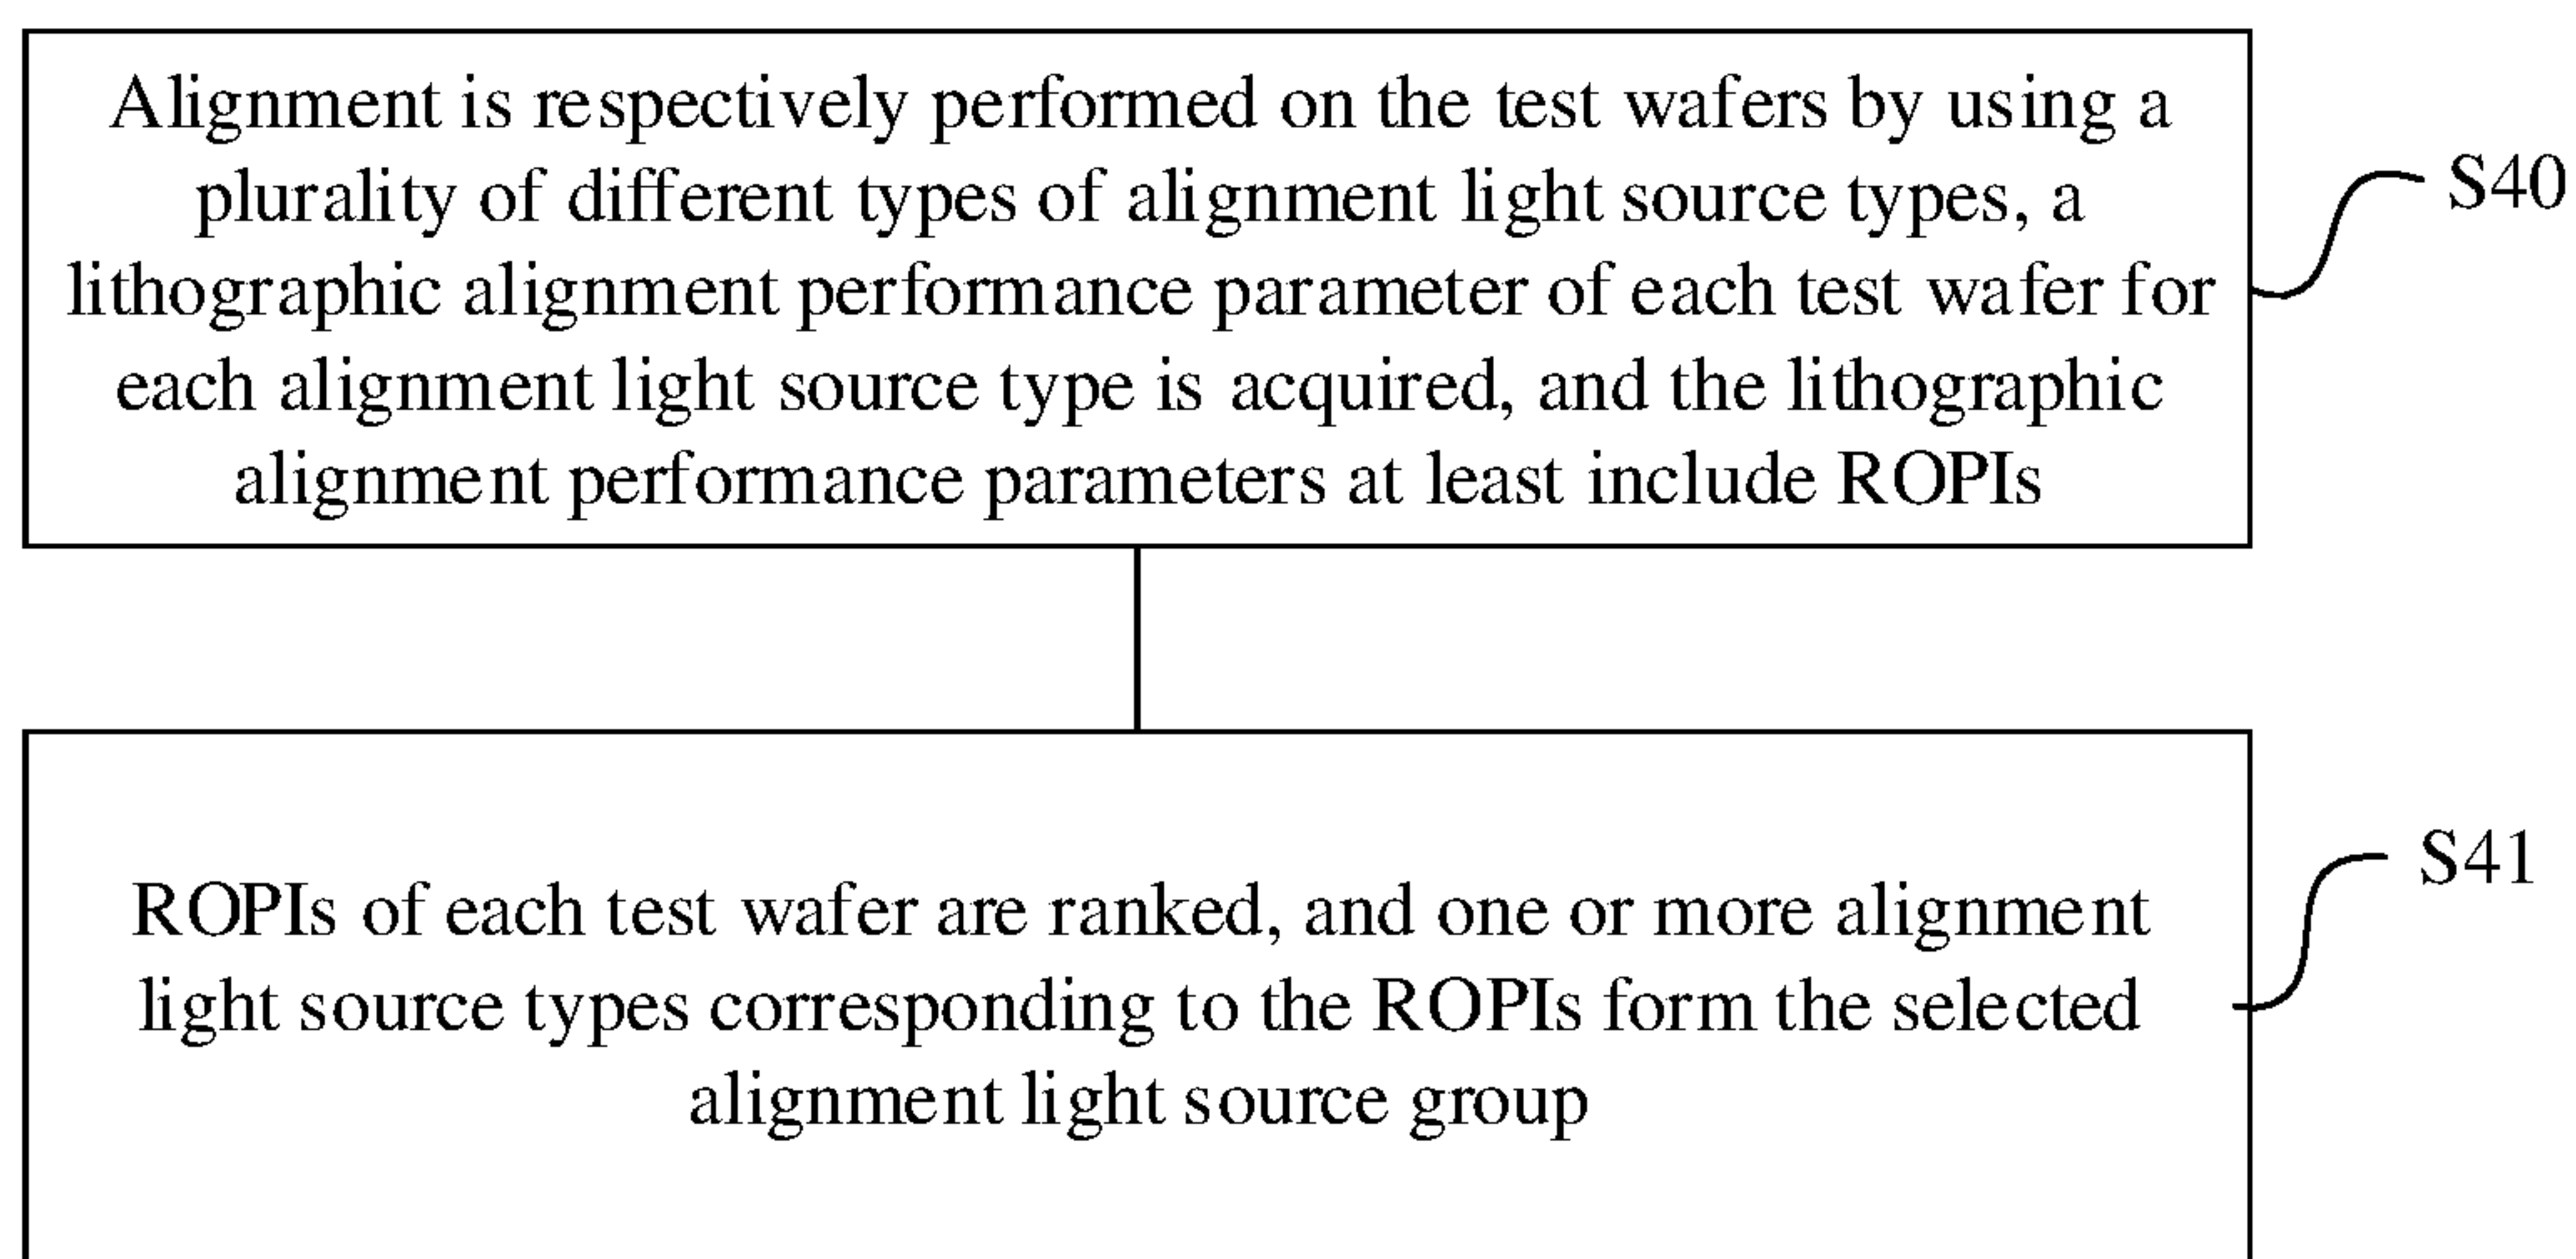 Alignment is respectively performed on the test wafers by using a
plurality of different types of alignment light source types, a
lithographic alignment performance parameter of each test wafer for
each alignment light source type is acquired, and the lithographic
alignment performance parameters at least include ROPIs
S40
ROPIs of each test wafer are ranked, and one or more alignment
light source types corresponding to the ROPIs form the selected
alignment light source group
S41